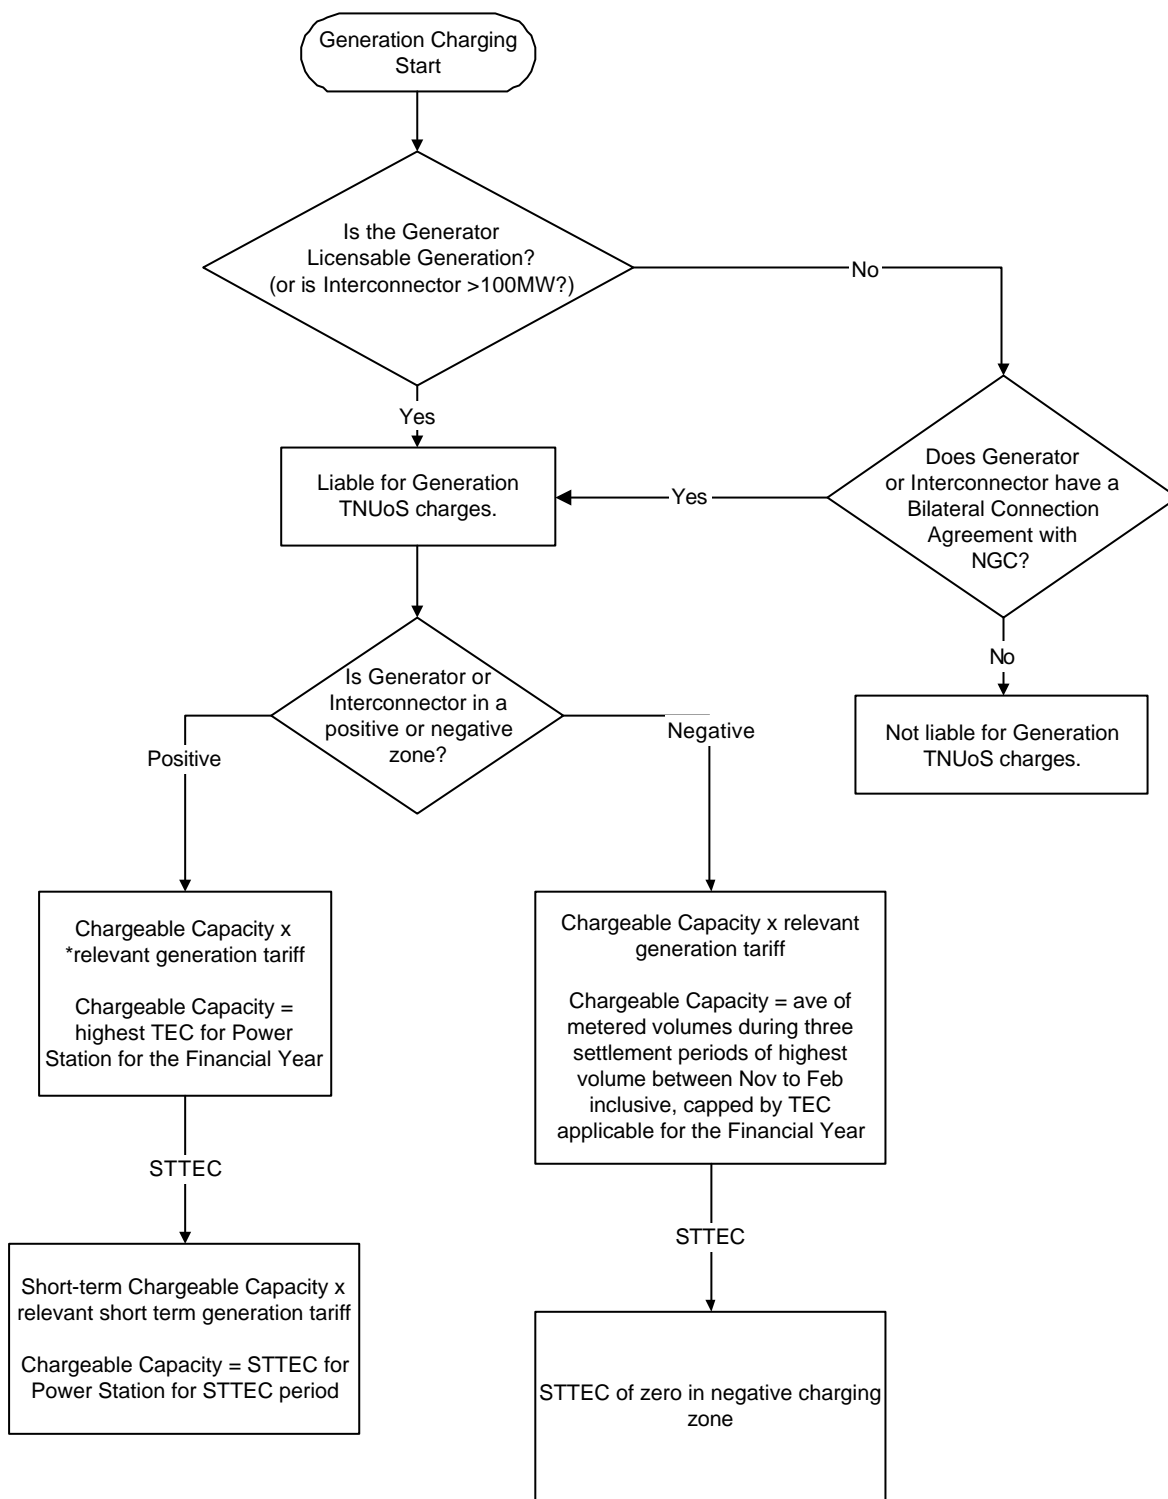 Generation Charging
Start
Is the Generator
Licensable Generation?
(or is Interconnector >100MW?)
No
Yes
Does Generator
or Interconnector have a
Bilateral Connection
Agreement with
NGC?
Liable for Generation
TNUoS charges.
Yes
No
Is Generator or
Interconnector in a
positive or negative
zone?
Not liable for Generation
TNUoS charges.
Positive
Negative
Chargeable Capacity x
*relevant generation tariff
Chargeable Capacity =
highest TEC for Power
Station for the Financial Year
Chargeable Capacity x relevant
generation tariff
Chargeable Capacity = ave of
metered volumes during three
settlement periods of highest
volume between Nov to Feb
inclusive, capped by TEC
applicable for the Financial Year
STTEC
STTEC
Short-term Chargeable Capacity x
relevant short term generation tariff
Chargeable Capacity = STTEC for
Power Station for STTEC period
STTEC of zero in negative charging
zone